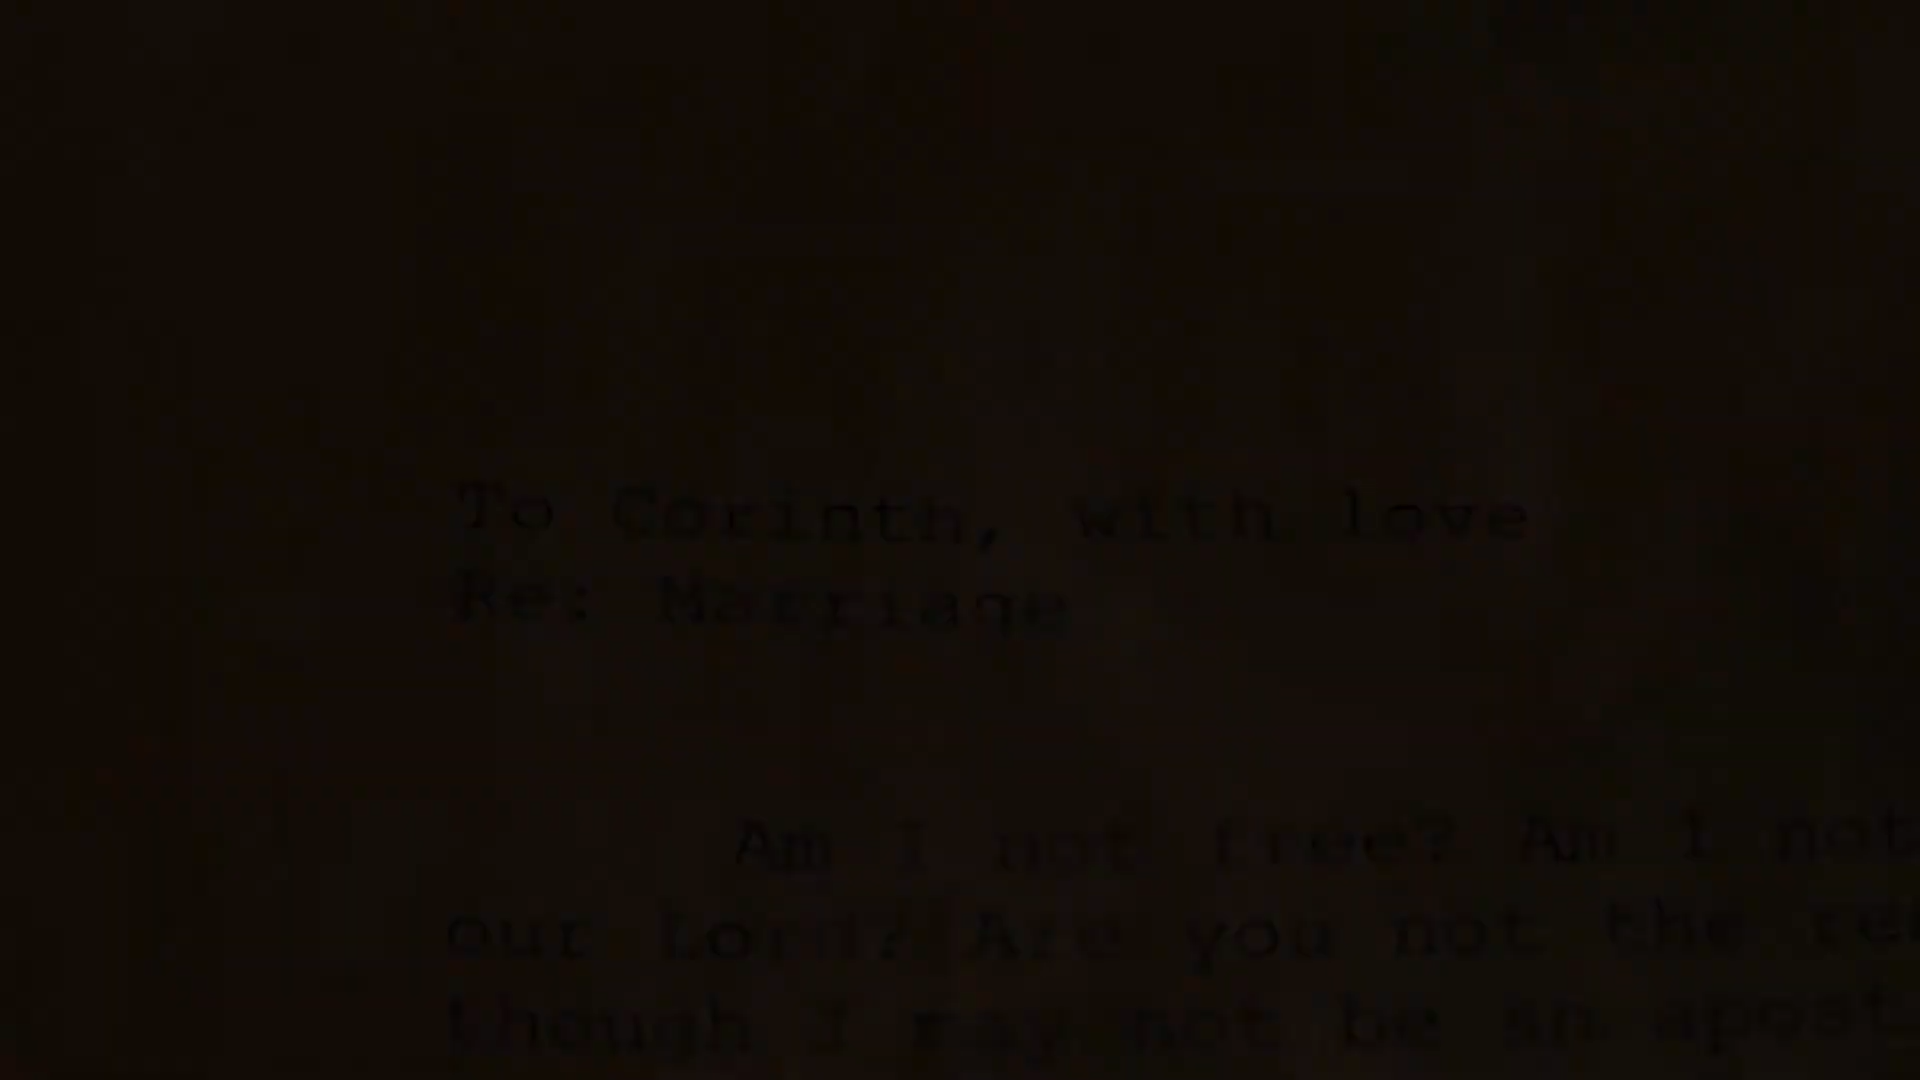 To Corinth, with love
Re: Marriage
Am I not free? Am I not
our Lord? Are you not the
though I may not be an